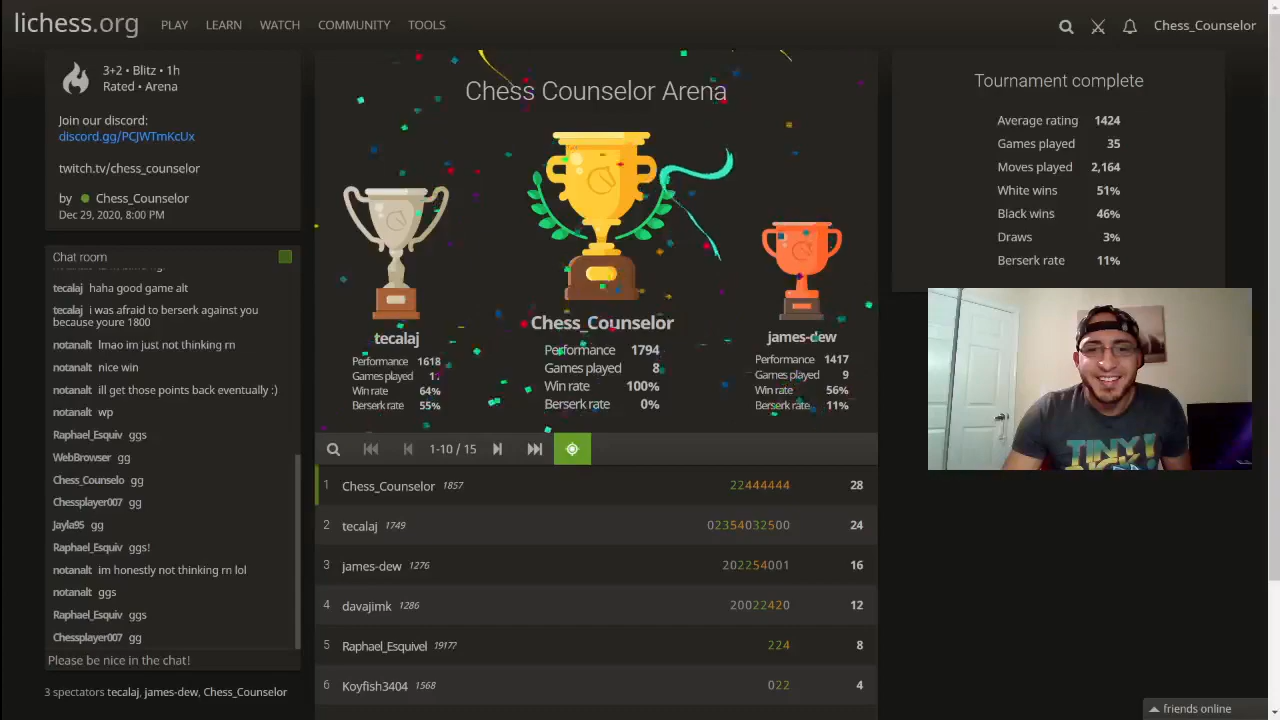 lichess.org PLAY LEARN WATCH COMMUNITY TOOLS Chess_Counselor
3+2 • Blitz • 1h
Rated • Arena
Join our discord:
discord.gg/PCJWTmKcUx
twitch.tv/chess_counselor
by Chess_Counselor
Dec 29, 2020, 8:00 PM
Chat room
tecalaj haha good game alt
tecalaj i was afraid to berserk against you
because youre 1800
notanalt lmao im just not thinking rn
notanalt nice win
notanalt ill get those points back eventually :)
notanalt wp
Raphael_Esquiv ggs
WebBrowser gg
Chess_Counselo gg
Chessplayer007 gg
Jayla95 gg
Raphael_Esquiv ggs!
notanalt im honestly not thinking rn lol
notanalt ggs
Raphael_Esquiv ggs
Chessplayer007 gg
Please be nice in the chat!
3 spectators tecalaj, james-dew, Chess_Counselor
Chess Counselor Arena
tecalaj
Performance 1618
Games played
Win rate 64%
Berserk rate 55%
Chess_Counselor
Performance 1794
Games played 8
Win rate 100%
Berserk rate 0%
james-dew
Performance 1417
Games played 9
Win rate 56%
Berserk rate 11%
1-10 / 15
1 Chess_Counselor 1857 22444444 28
2 tecalaj 1749 02354032500 24
3 james-dew 1276 202254001 16
4 davajimk 1286 20022420 12
5 Raphael_Esquivel 1917? 224 8
6 Koyfish3404 1568 022 4
Tournament complete
Average rating 1424
Games played 35
Moves played 2,164
White wins 51%
Black wins 46%
Draws 3%
Berserk rate 11%
TINY
friends online